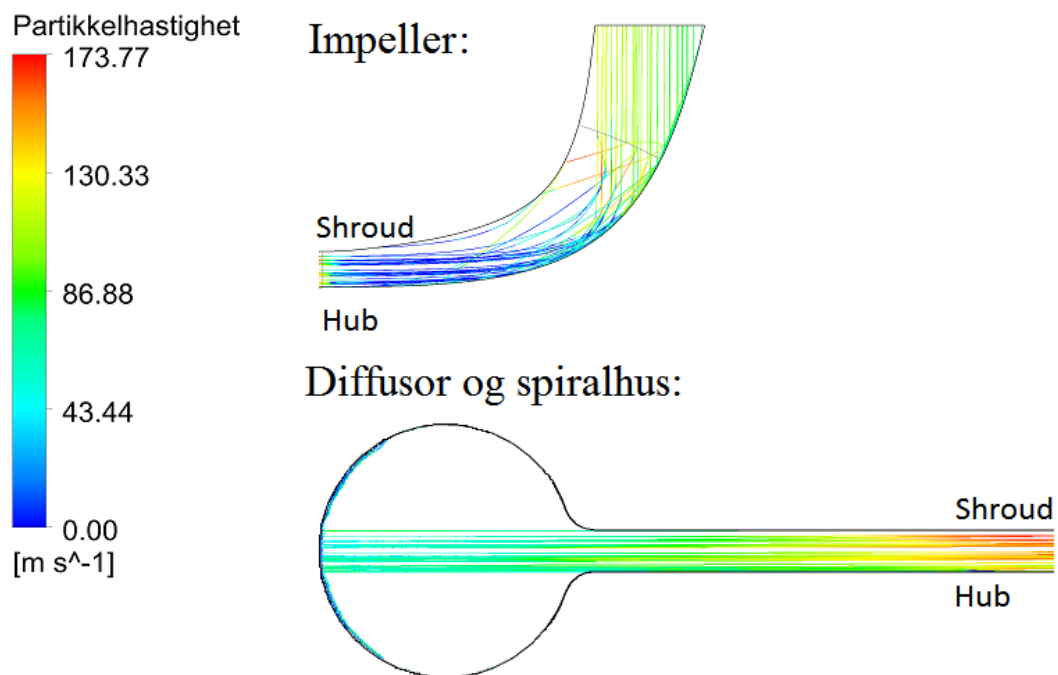 Partikkelhastighet
173.77
130.33
86.88
43.44
0.00
[m s^-1]
Impeller:
Shroud
Hub
Diffusor og spiralhus:
Shroud
Hub